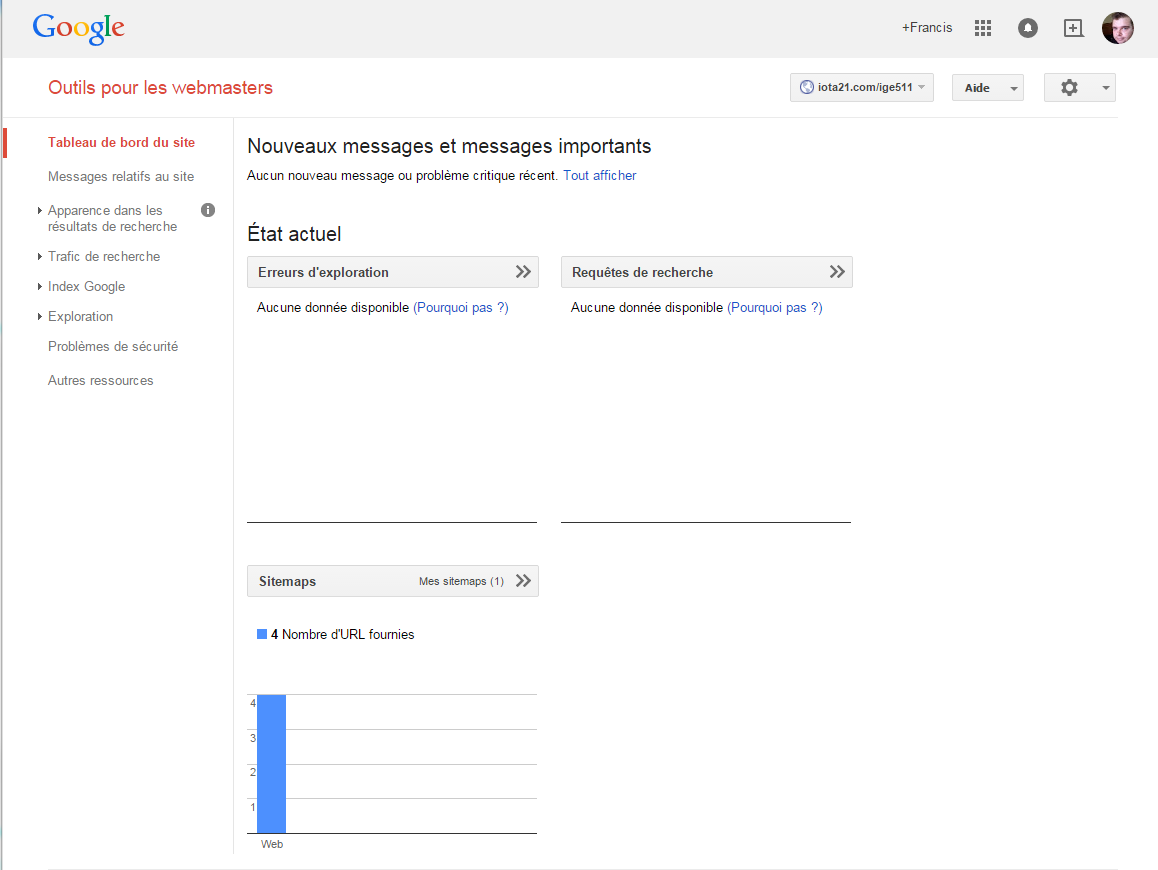 Google
+Francis
Outils pour les webmasters
iota21.com/ige511
Aide
Tableau de bord du site
Messages relatifs au site
Apparence dans les
résultats de recherche
Trafic de recherche
Index Google
Exploration
Problèmes de sécurité
Autres ressources
Nouveaux messages et messages importants
Aucun nouveau message ou problème critique récent. Tout afficher
État actuel
Erreurs d'exploration
Aucune donnée disponible (Pourquoi pas ?)
Requêtes de recherche
Aucune donnée disponible (Pourquoi pas ?)
Sitemaps Mes sitemaps (1)
4 Nombre d'URL fournies
4
3
2
1
Web